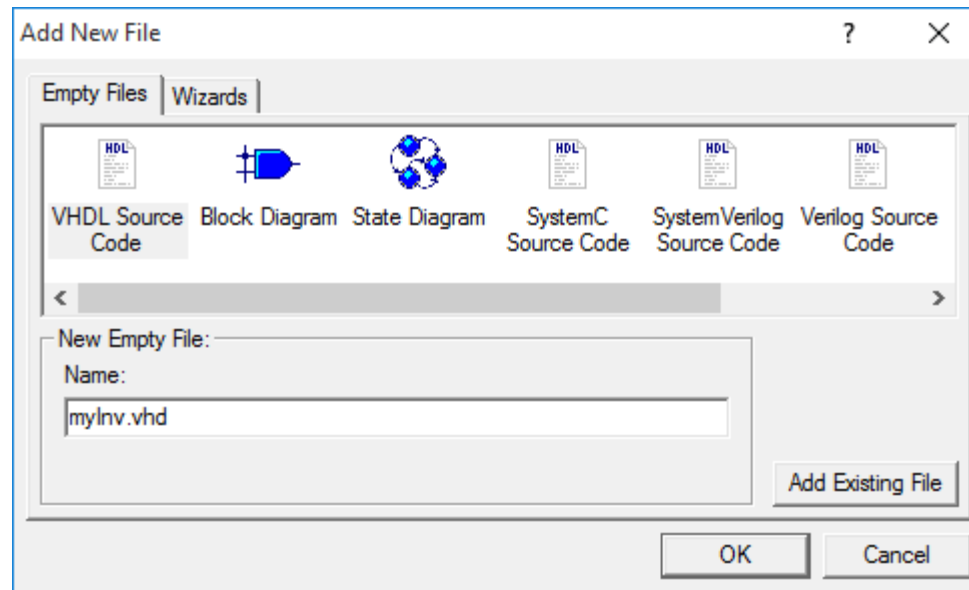 Add New File
?
Empty Files
Wizards
HDL
HDL
HDL
HDL
VHDL Source
Code
Block Diagram
State Diagram
SystemC
Source Code
SystemVerilog
Source Code
Verilog Source
Code
New Empty File:
Name:
myInv.vhd
Add Existing File
OK
Cancel